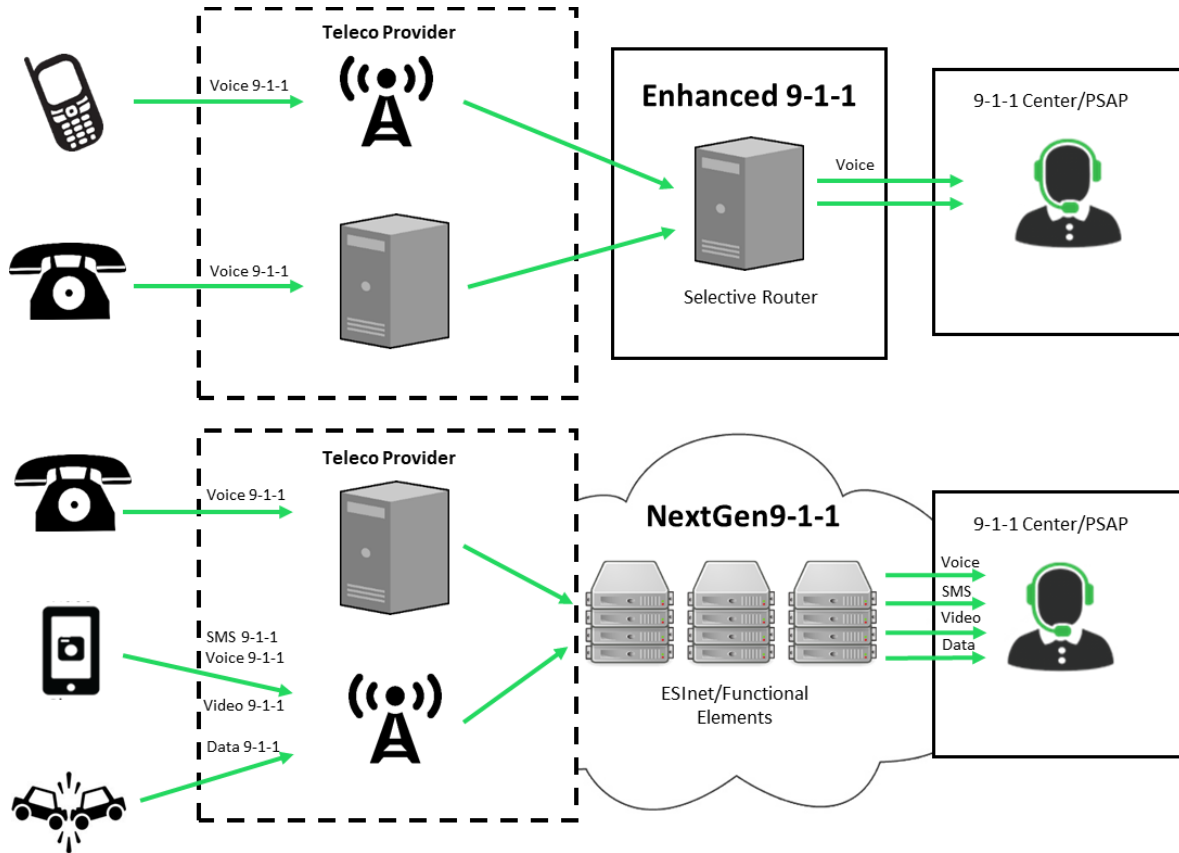 Teleco Provider
Voice 9-1-1
Voice 9-1-1
Enhanced 9-1-1
Selective Router
Voice
9-1-1 Center/PSAP
Teleco Provider
Voice 9-1-1
SMS 9-1-1
Voice 9-1-1
Video 9-1-1
Data 9-1-1
NextGen9-1-1
ESInet/Functional
Elements
Voice
SMS
Video
Data
9-1-1 Center/PSAP